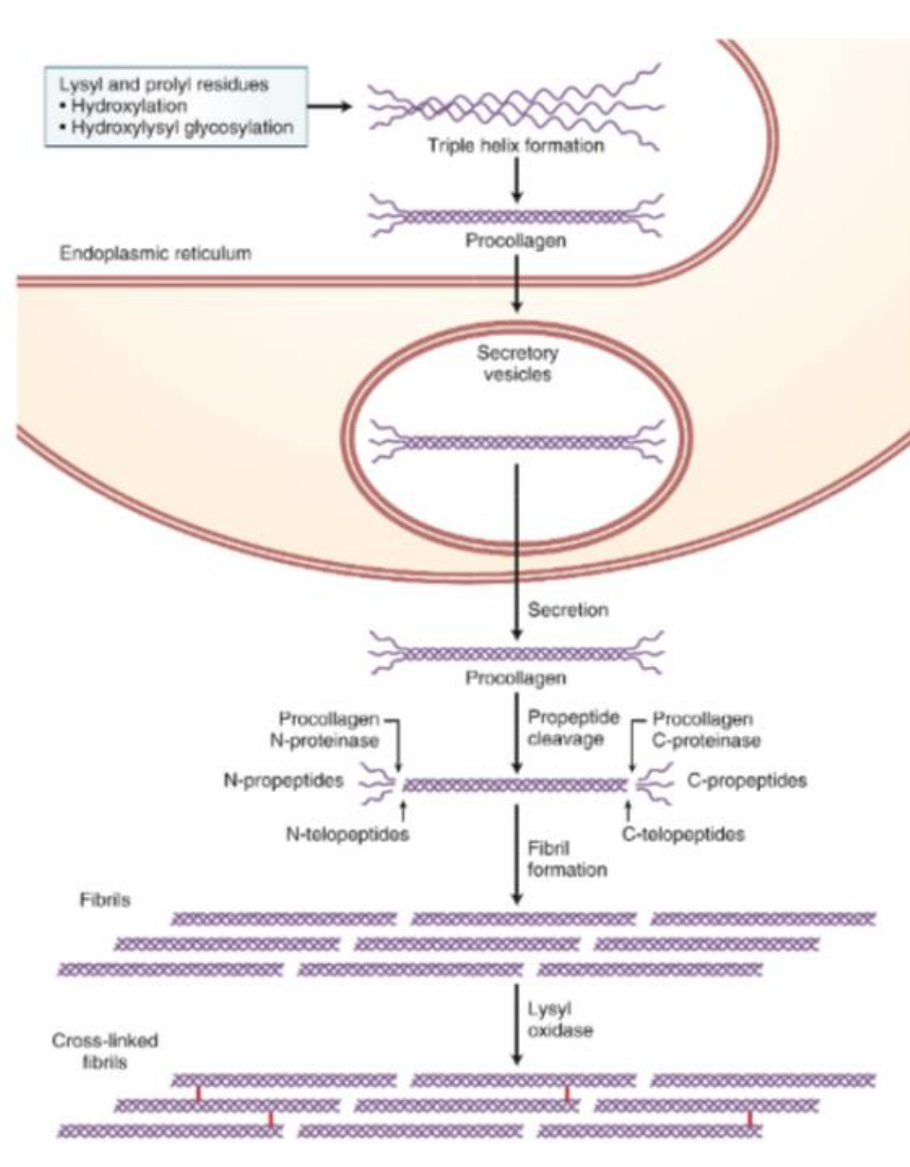 Lysyl and prolyl residues
• Hydroxylation
• Hydroxylysyl glycosylation
Triple helix formation
Procollagen
Endoplasmic reticulum
Secretory
vesicles
Secretion
Procollagen
Procollagen
N-proteinase
Propeptide
cleavage
Procollagen
C-proteinase
N-propeptides
C-propeptides
N-telopeptides
C-telopeptides
Fibril
formation
Fibrils
Lysyl
oxidase
Cross-linked
fibrils